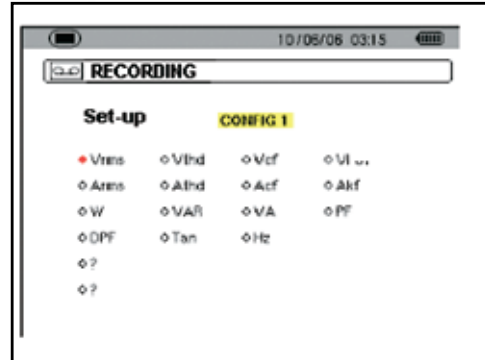 10/06/06 03:15
RECORDING
Set-up CONFIG 1
Vrms Vthd Vcf
Arms Athd Acf Akf
W VAR VA PF
DPF Tan Hz
?
?